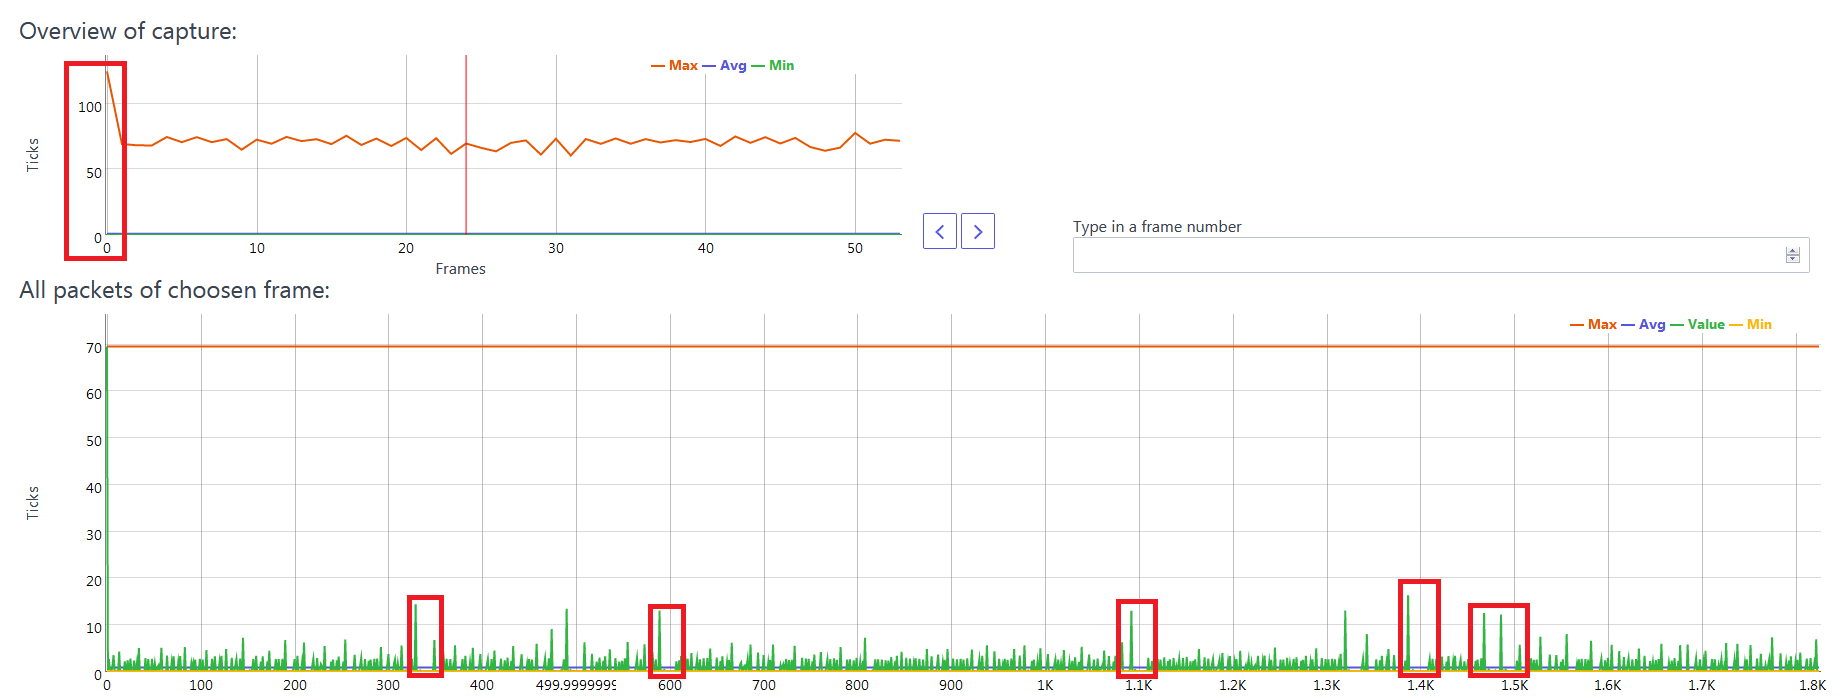 Overview of capture:
Max Avg Min
100
50
0
Ticks
0 10 20 30 40 50
Frames
Type in a frame number
All packets of choosen frame:
Max Avg Value Min
70
60
50
40
30
20
10
0
Ticks
0 100 200 300 400 499.9999999 600 700 800 900 1K 1.1K 1.2K 1.3K 1.4K 1.5K 1.6K 1.7K 1.8K